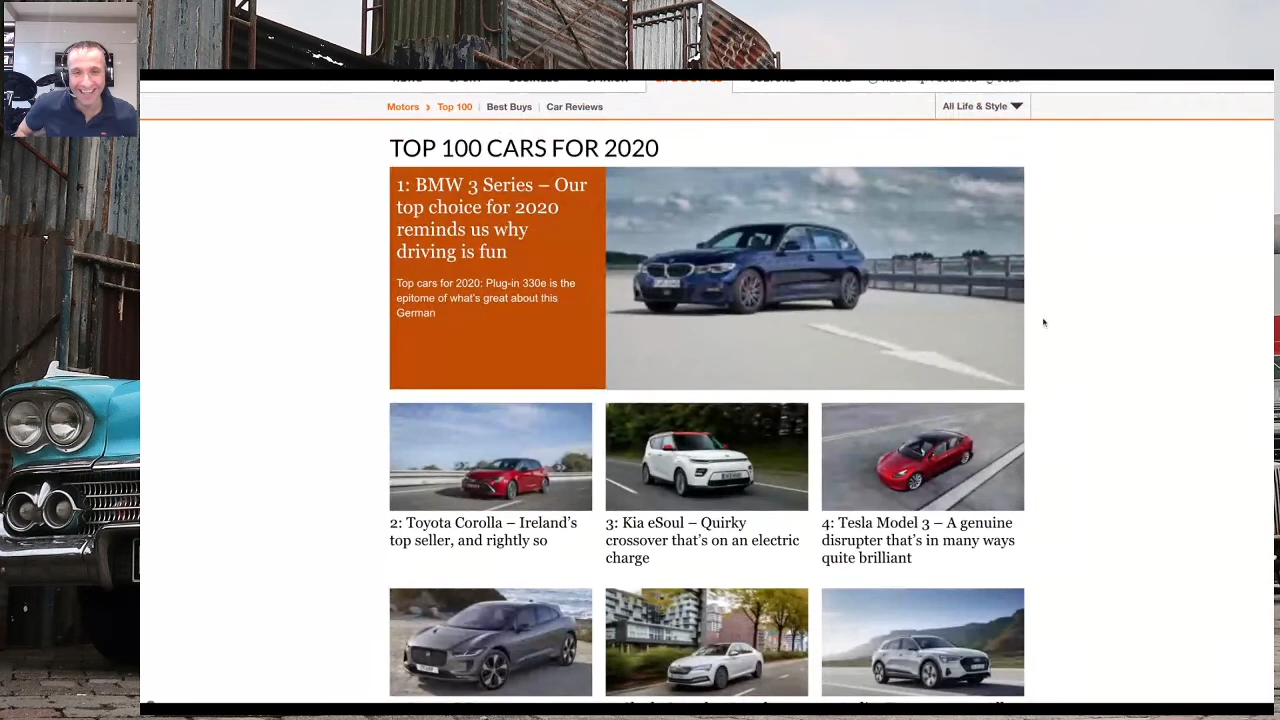 Motors › Top 100 | Best Buys | Car Reviews
All Life & Style
TOP 100 CARS FOR 2020
1: BMW 3 Series – Our
top choice for 2020
reminds us why
driving is fun
Top cars for 2020: Plug-in 330e is the
epitome of what's great about this
German
2: Toyota Corolla – Ireland's
top seller, and rightly so
3: Kia eSoul – Quirky
crossover that's on an electric
charge
4: Tesla Model 3 – A genuine
disrupter that's in many ways
quite brilliant